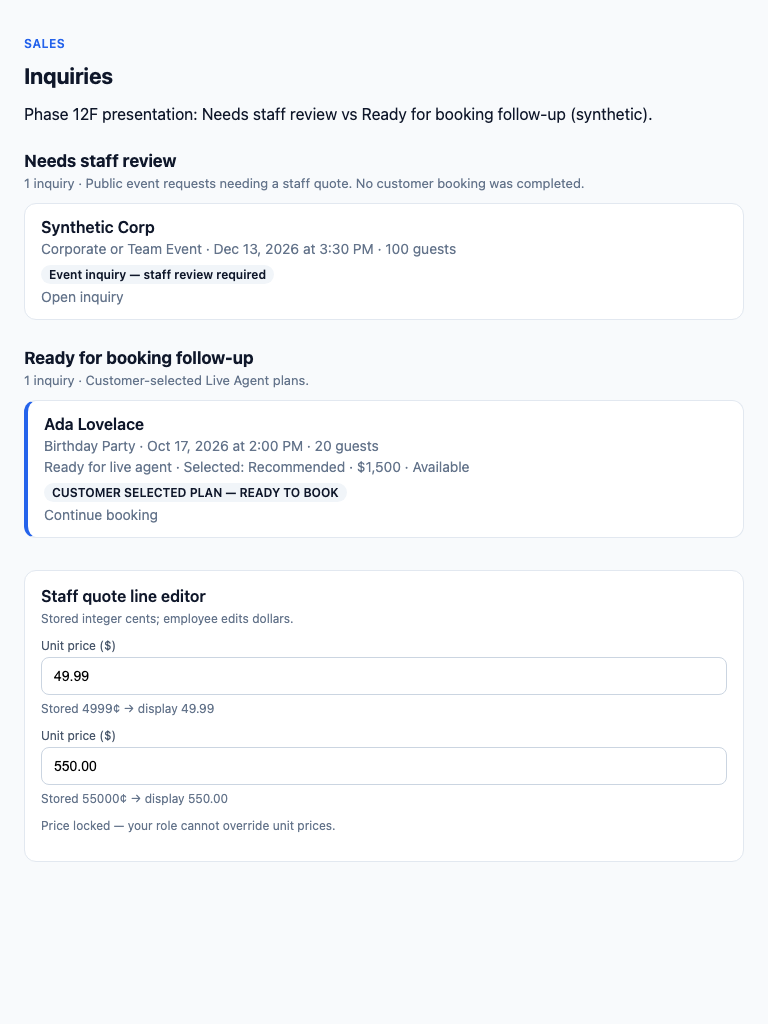 SALES
Inquiries
Phase 12F presentation: Needs staff review vs Ready for booking follow-up (synthetic).
Needs staff review
1 inquiry · Public event requests needing a staff quote. No customer booking was completed.
Synthetic Corp
Corporate or Team Event · Dec 13, 2026 at 3:30 PM · 100 guests
Event inquiry — staff review required
Open inquiry
Ready for booking follow-up
1 inquiry · Customer-selected Live Agent plans.
Ada Lovelace
Birthday Party · Oct 17, 2026 at 2:00 PM · 20 guests
Ready for live agent · Selected: Recommended · $1,500 · Available
CUSTOMER SELECTED PLAN — READY TO BOOK
Continue booking
Staff quote line editor
Stored integer cents; employee edits dollars.
Unit price ($)
49.99
Stored 4999¢ → display 49.99
Unit price ($)
550.00
Stored 55000¢ → display 550.00
Price locked — your role cannot override unit prices.